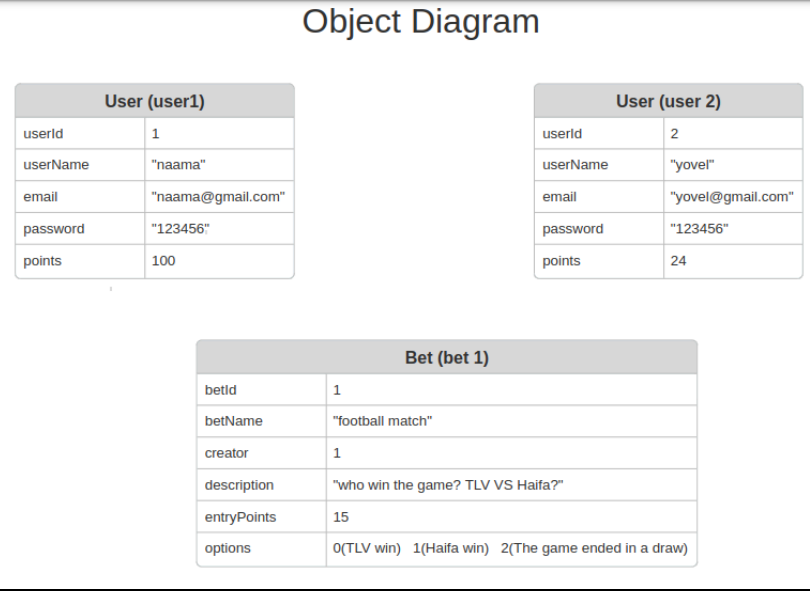 Object Diagram
User (user1)
userId 1
userName "naama"
email "naama@gmail.com"
password "123456"
points 100
User (user 2)
userId 2
userName "yovel"
email "yovel@gmail.com"
password "123456"
points 24
Bet (bet 1)
betId 1
betName "football match"
creator 1
description "who win the game? TLV VS Haifa?"
entryPoints 15
options 0(TLV win) 1(Haifa win) 2(The game ended in a draw)